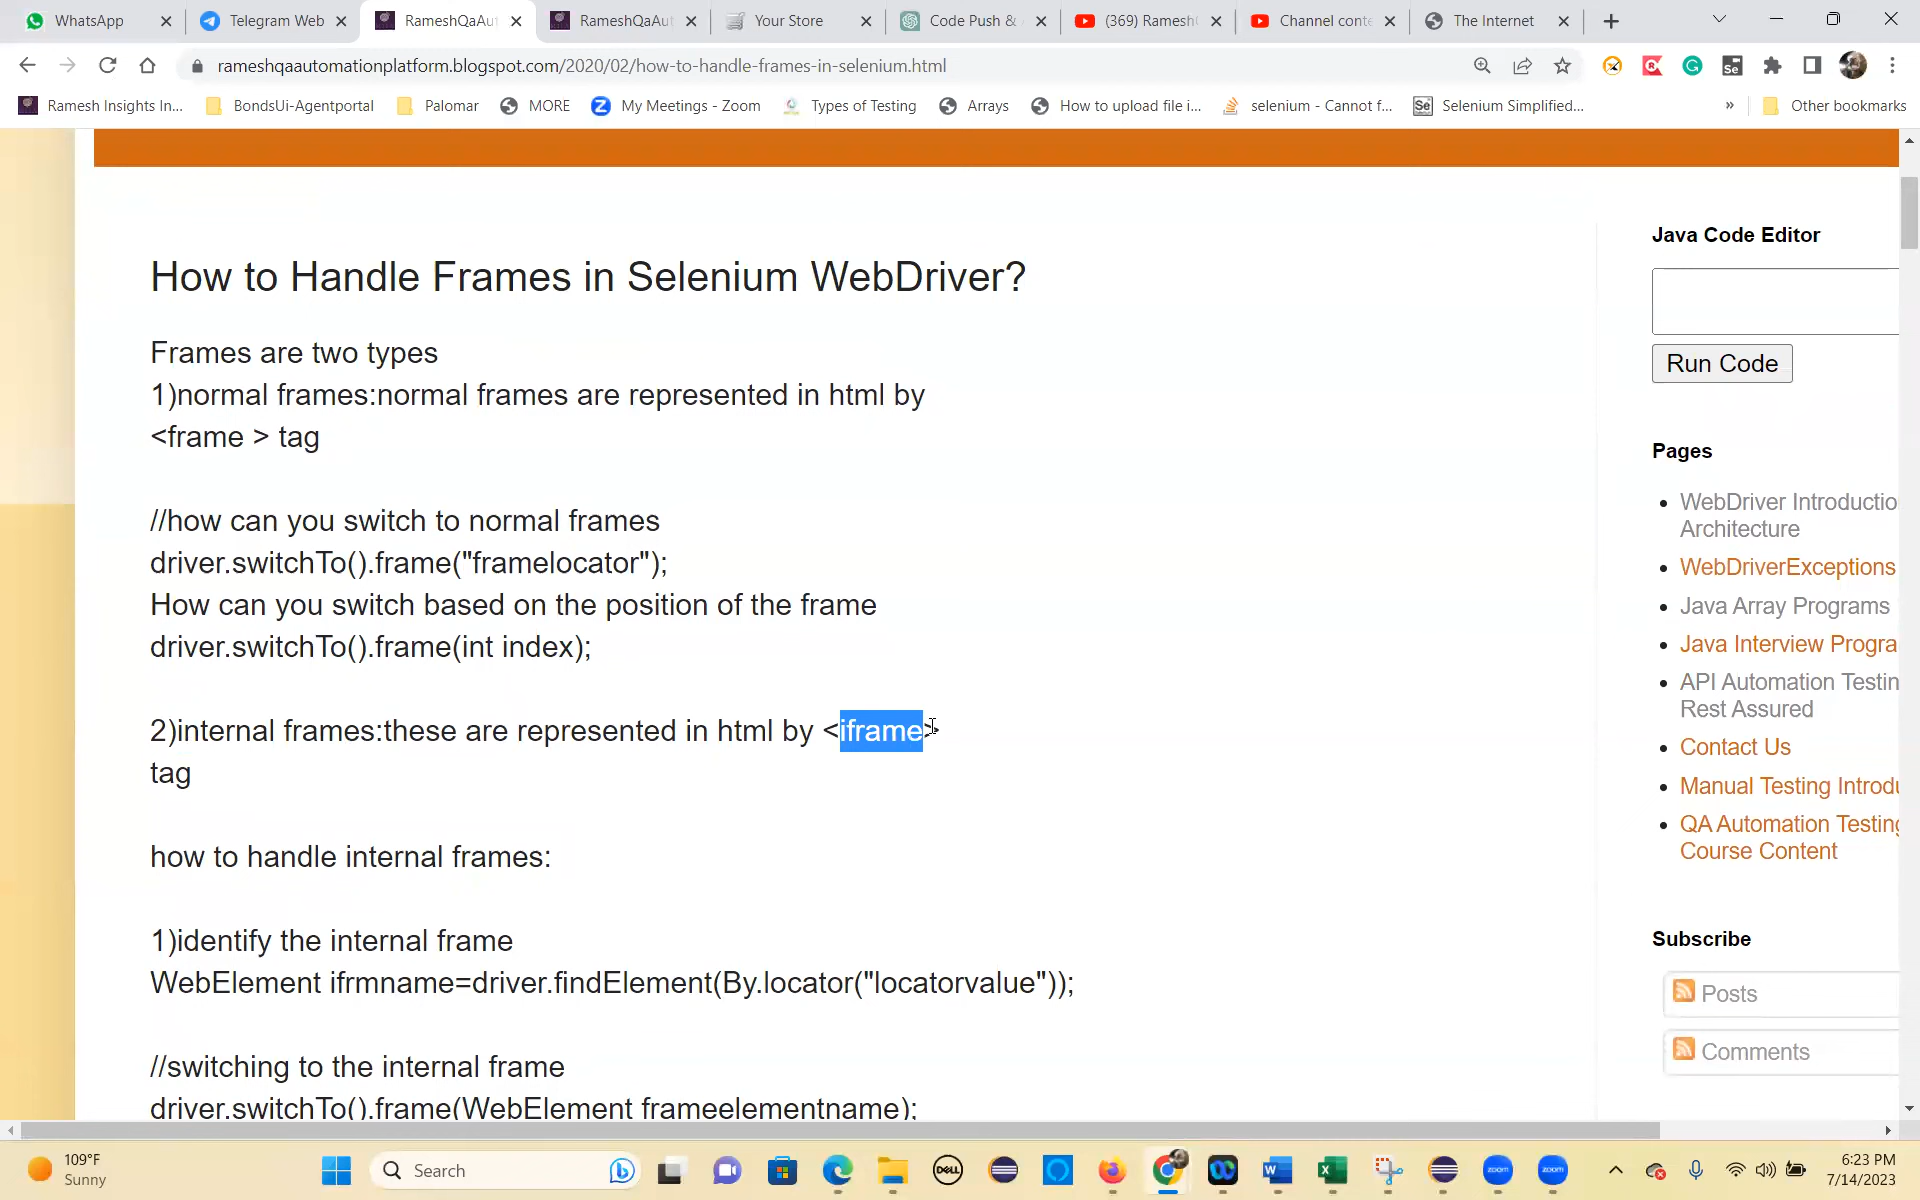 WhatsApp
Telegram Web
RameshQaAut
RameshQaAut
Your Store
Code Push &
(369) Ramesh
Channel conte
The Internet
rameshqaautomationplatform.blogspot.com/2020/02/how-to-handle-frames-in-selenium.html
Ramesh Insights In...
BondsUi-Agentportal
Palomar
MORE
My Meetings - Zoom
Types of Testing
Arrays
How to upload file i...
selenium - Cannot f...
Selenium Simplified...
»
Other bookmarks
How to Handle Frames in Selenium WebDriver?
Frames are two types
1)normal frames:normal frames are represented in html by
<frame > tag
//how can you switch to normal frames
driver.switchTo().frame("framelocator");
How can you switch based on the position of the frame
driver.switchTo().frame(int index);
2)internal frames:these are represented in html by <iframe>
tag
how to handle internal frames:
1)identify the internal frame
WebElement ifrmname=driver.findElement(By.locator("locatorvalue"));
//switching to the internal frame
driver.switchTo().frame(WebElement frameelementname);
Java Code Editor
Run Code
Pages
WebDriver Introductio
Architecture
WebDriverExceptions
Java Array Programs
Java Interview Progra
API Automation Testin
Rest Assured
Contact Us
Manual Testing Introdu
QA Automation Testing
Course Content
Subscribe
Posts
Comments
109°F
Sunny
Search
DELL
zoom
zoom
6:23 PM
7/14/2023